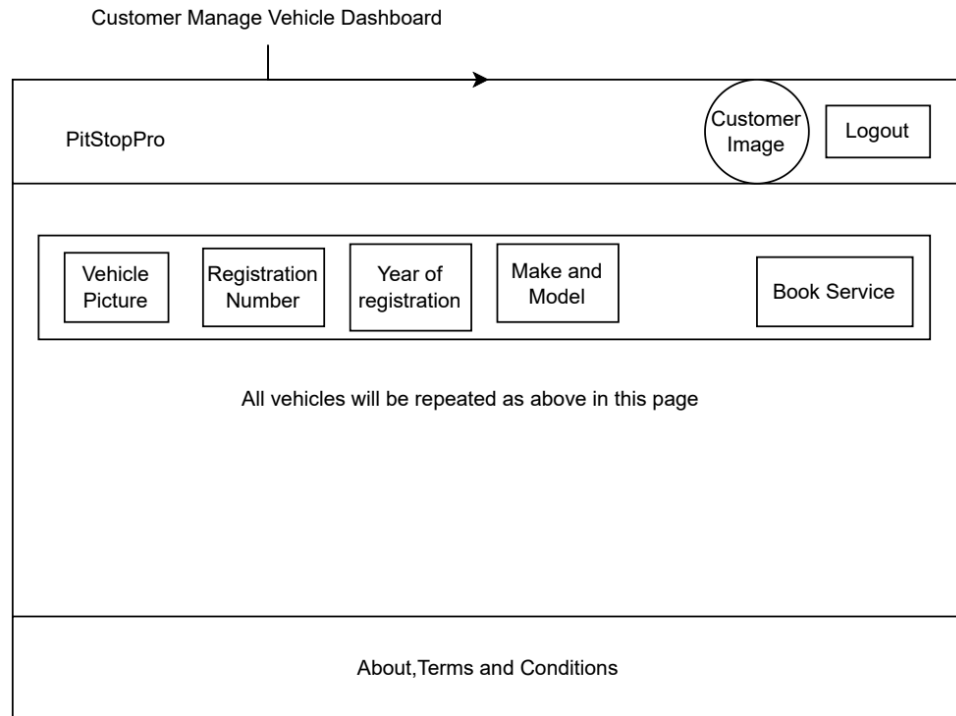 Customer Manage Vehicle Dashboard
PitStopPro
Customer
Image
Logout
Vehicle
Picture
Registration
Number
Year of
registration
Make and
Model
Book Service
All vehicles will be repeated as above in this page
About,Terms and Conditions